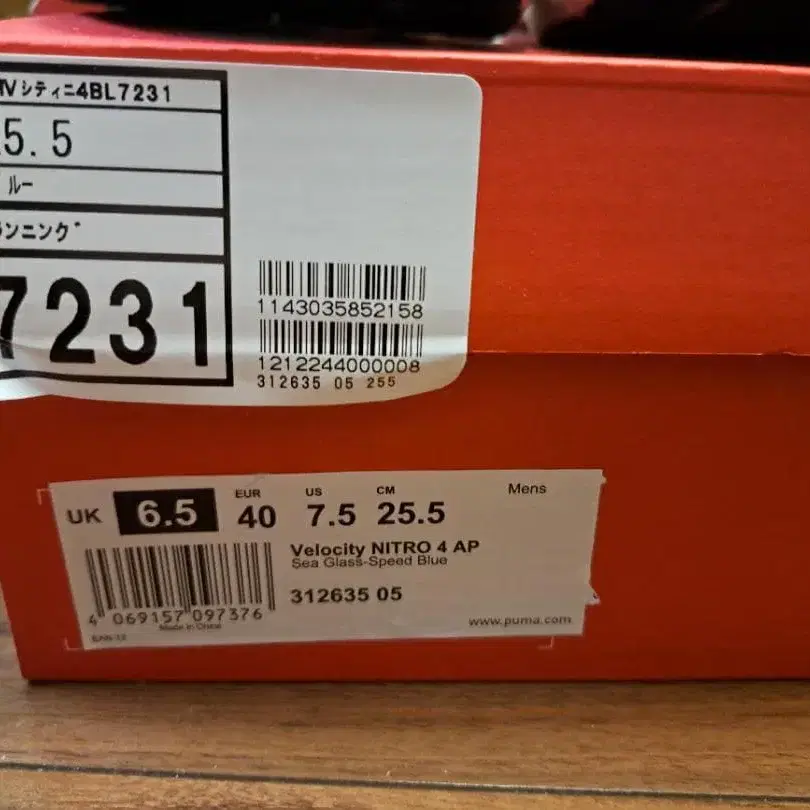 シティニ4BL7231
5.5
ルー
ンニング
7231
1143035852158
1212244000008
312635 05 255
EUR US CM Mens
UK 6.5 40 7.5 25.5
Velocity NITRO 4 AP
Sea Glass-Speed Blue
312635 05
4 069157 097376
Made in China
www.puma.com
EAN-13